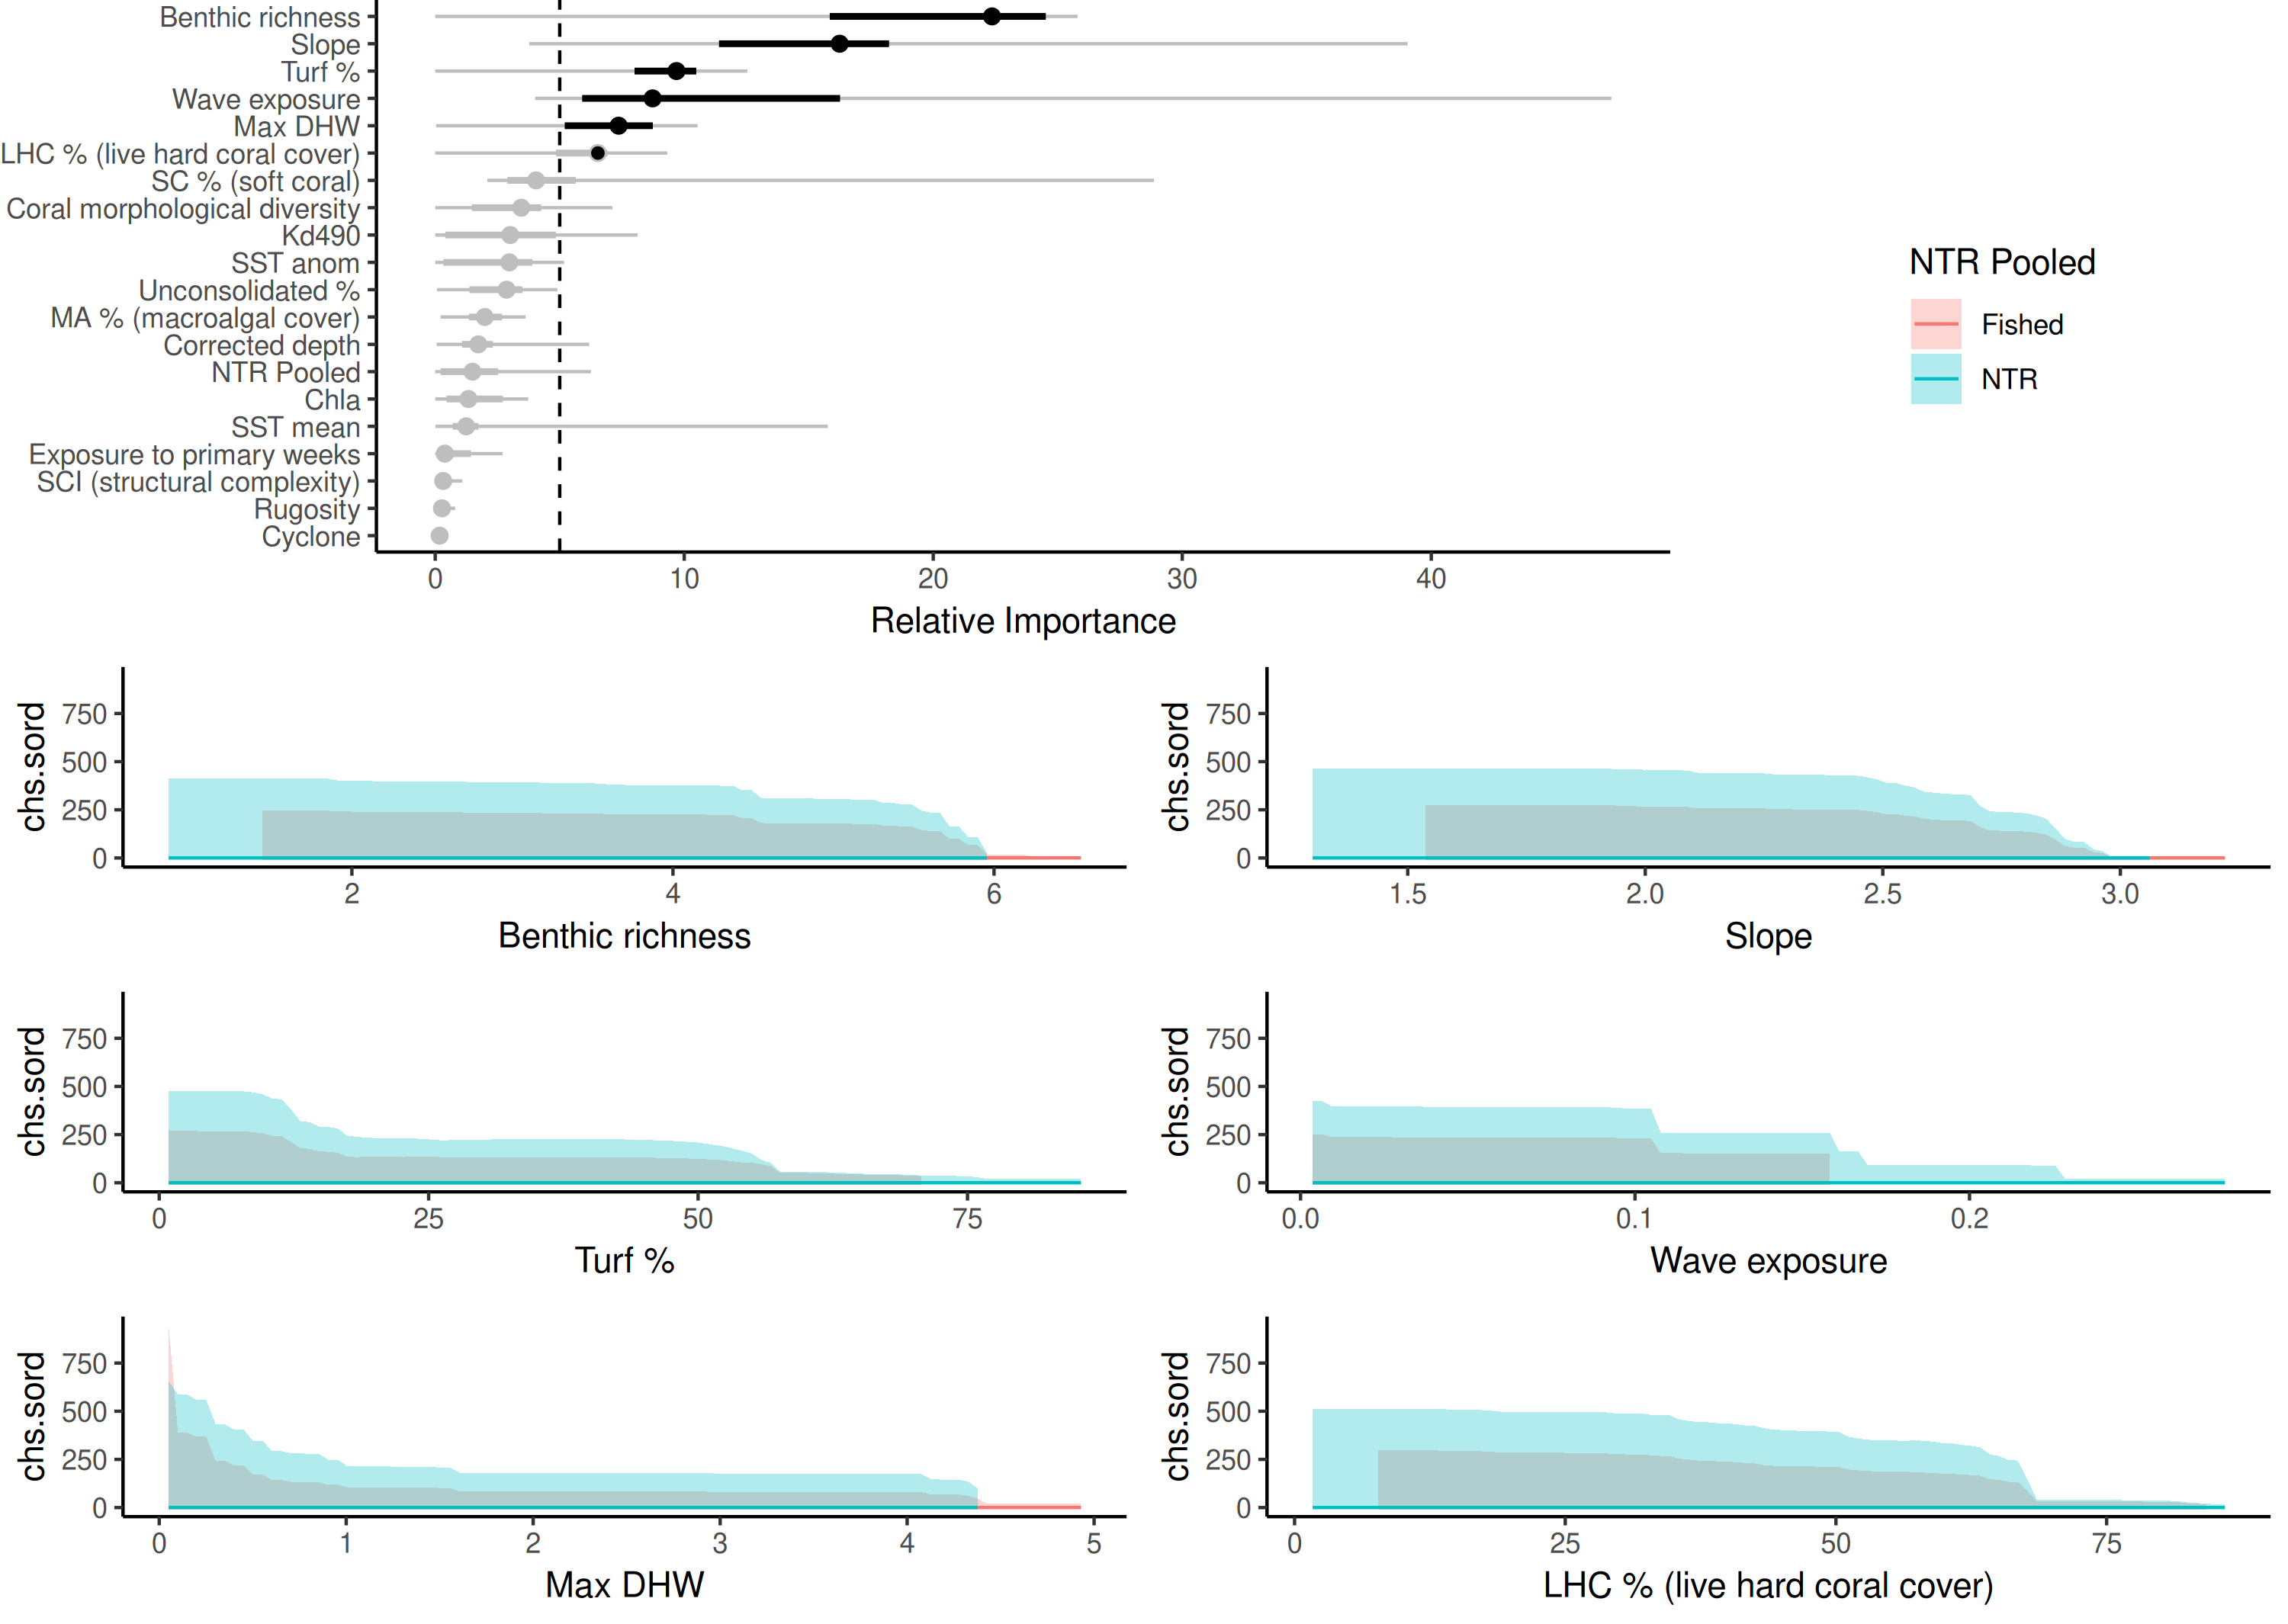 Benthic richness
Slope
Turf %
Wave exposure
Max DHW
LHC % (live hard coral cover)
SC % (soft coral)
Coral morphological diversity
Kd490
SST anom
Unconsolidated %
MA % (macroalgal cover)
Corrected depth
NTR Pooled
Chla
SST mean
Exposure to primary weeks
SCI (structural complexity)
Rugosity
Cyclone
0 10 20 30 40
Relative Importance
NTR Pooled
Fished
NTR
chs.sord
750
500
250
0
2 4 6
Benthic richness
chs.sord
750
500
250
0
1.5 2.0 2.5 3.0
Slope
chs.sord
750
500
250
0
0 25 50 75
Turf %
chs.sord
750
500
250
0
0.0 0.1 0.2
Wave exposure
chs.sord
750
500
250
0
0 1 2 3 4 5
Max DHW
chs.sord
750
500
250
0
0 25 50 75
LHC % (live hard coral cover)